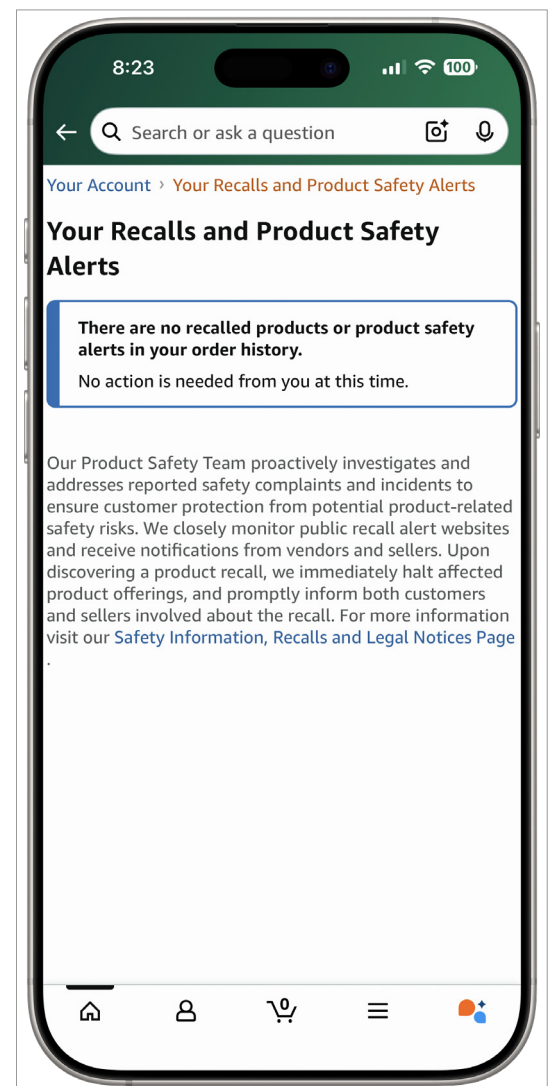 8:23
100
Search or ask a question
Your Account › Your Recalls and Product Safety Alerts
Your Recalls and Product Safety
Alerts
There are no recalled products or product safety
alerts in your order history.
No action is needed from you at this time.
Our Product Safety Team proactively investigates and
addresses reported safety complaints and incidents to
ensure customer protection from potential product-related
safety risks. We closely monitor public recall alert websites
and receive notifications from vendors and sellers. Upon
discovering a product recall, we immediately halt affected
product offerings, and promptly inform both customers
and sellers involved about the recall. For more information
visit our Safety Information, Recalls and Legal Notices Page
.
0